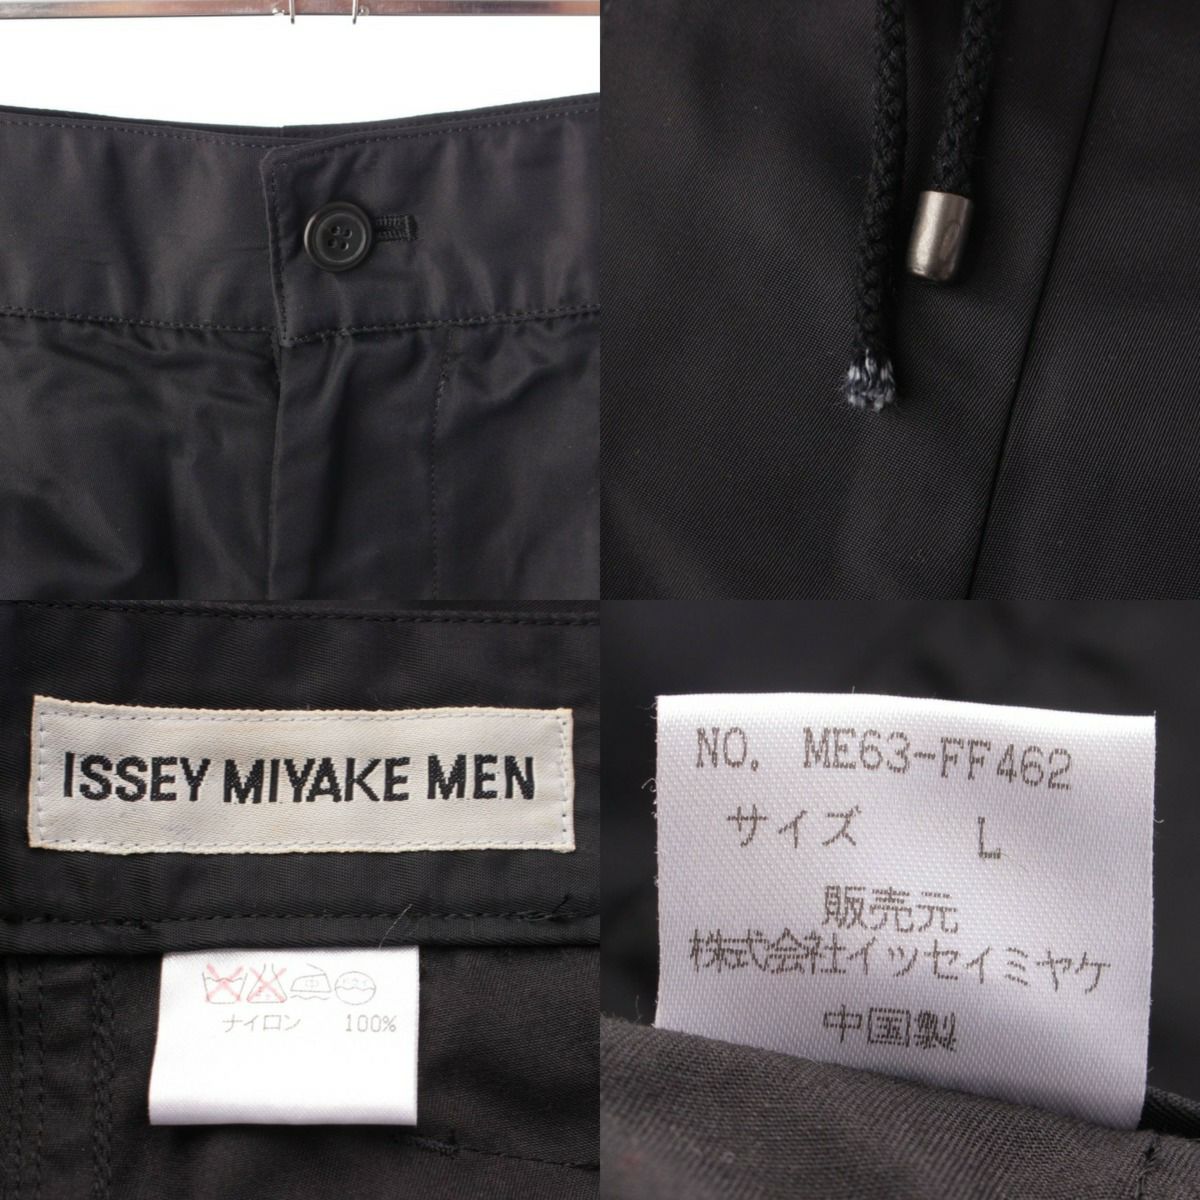 ISSEY MIYAKE MEN
ナイロン 100%
NO. ME63-FF462
サイズ L
販売元
株式会社イッセイミヤケ
中国製